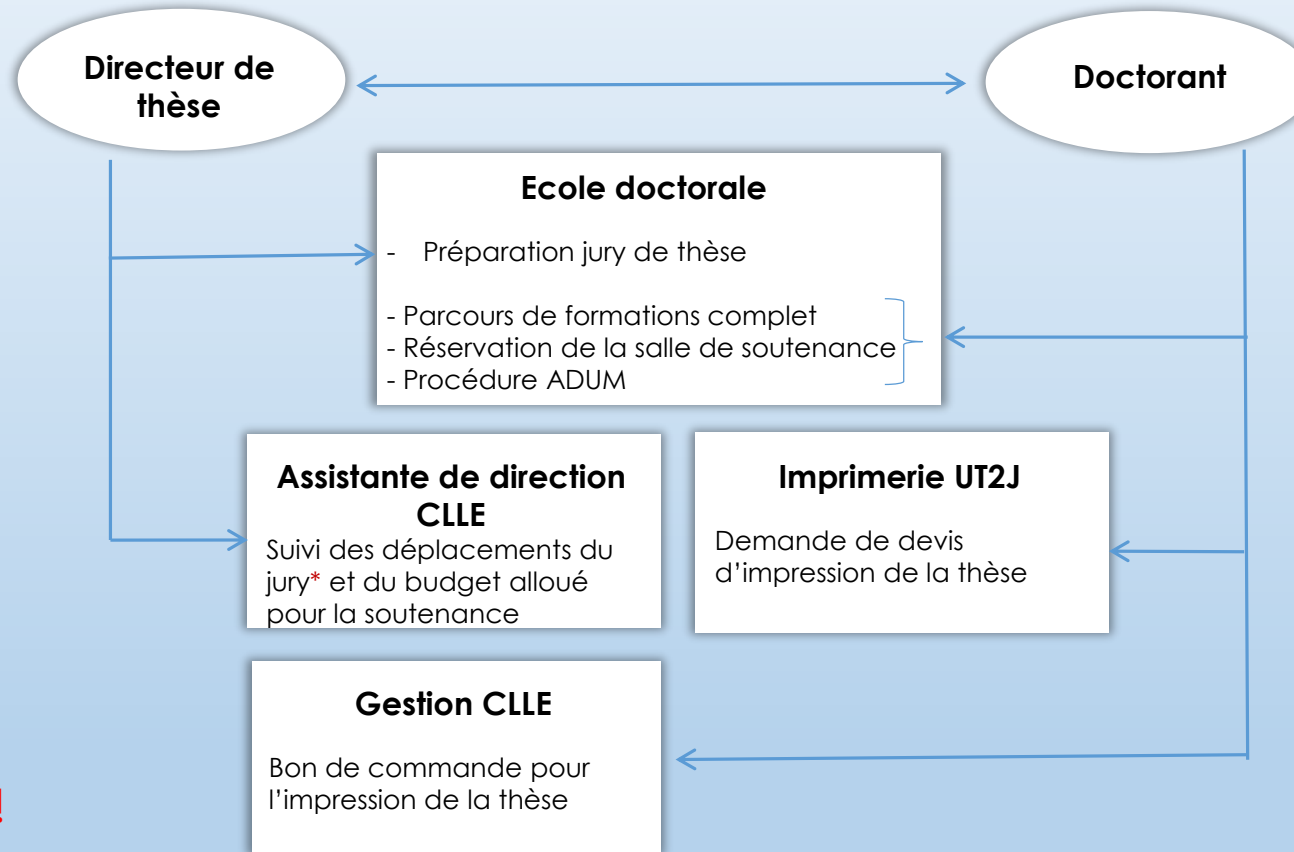 Directeur de
thèse
Doctorant
Ecole doctorale
- Préparation jury de thèse
- Parcours de formations complet
- Réservation de la salle de soutenance
- Procédure ADUM
Assistante de direction
CLLE
Suivi des déplacements du
jury* et du budget alloué
pour la soutenance
Imprimerie UT2J
Demande de devis
d’impression de la thèse
Gestion CLLE
Bon de commande pour
l’impression de la thèse
!